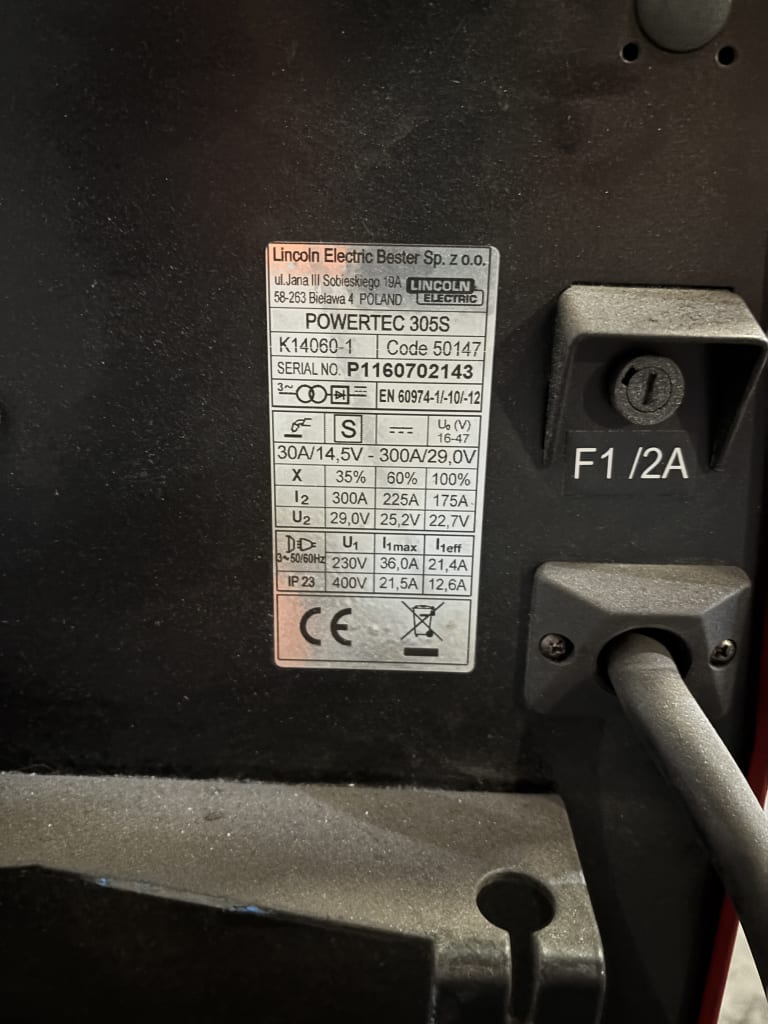 Lincoln Electric Bester Sp. z o.o.
ul.Jana III Sobieskiego 19A
58-263 Bielawa 4 POLAND
LINCOLN
ELECTRIC
POWERTEC 305S
K14060-1 Code 50147
SERIAL NO. P1160702143
3~ EN 60974-1/-10/-12
S U₀ (V)
16-47
30A/14,5V - 300A/29,0V
X 35% 60% 100%
I₂ 300A 225A 175A
U₂ 29,0V 25,2V 22,7V
U₁ I₁max I₁eff
3~50/60Hz 230V 36,0A 21,4A
IP 23 400V 21,5A 12,6A
CE
F1 /2A